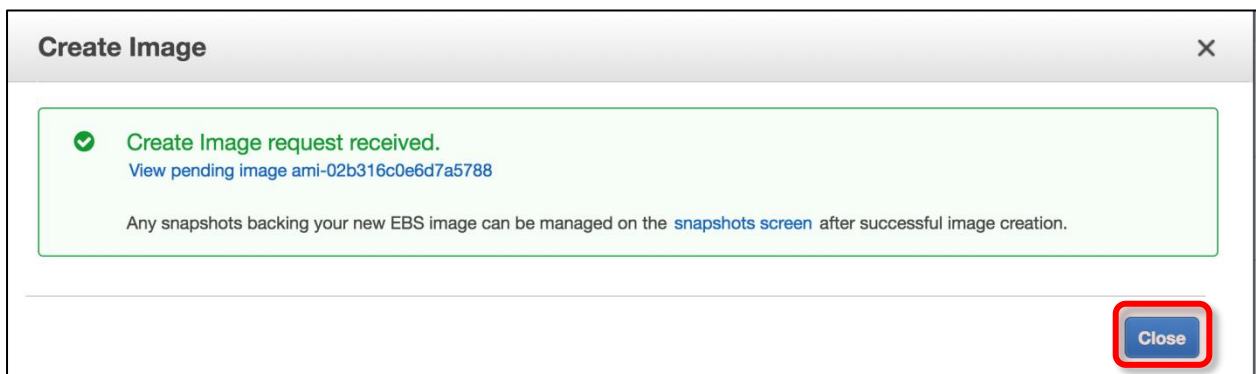 Create Image
Create Image request received.
View pending image ami-02b316c0e6d7a5788
Any snapshots backing your new EBS image can be managed on the snapshots screen after successful image creation.
Close